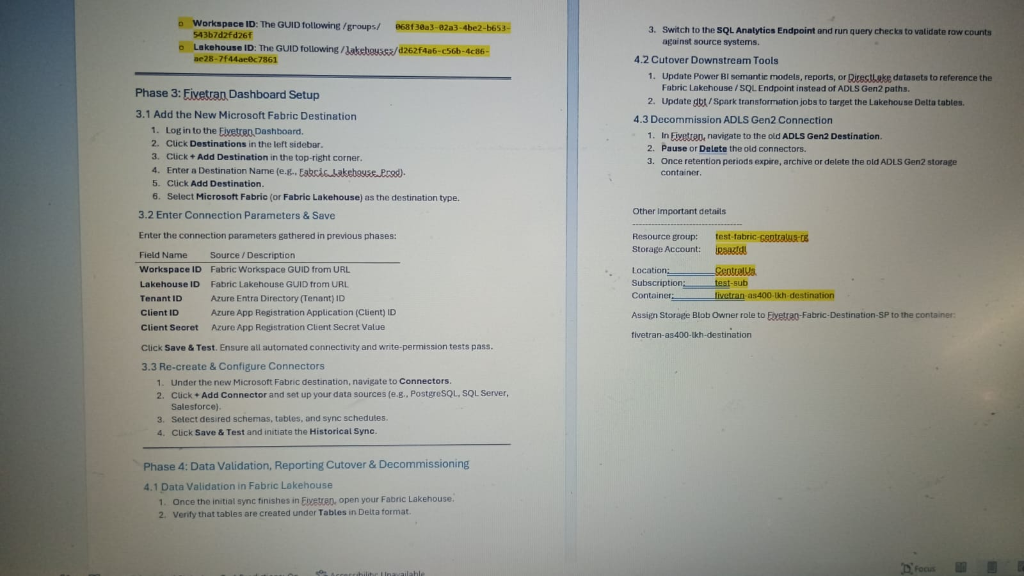 o Workspace ID: The GUID following /groups/ 068f30a3-02a3-4be2-b653-
543b7d2fd26f
o Lakehouse ID: The GUID following /lakehouses/d262f4a6-c56b-4c86-
ae28-7f44ae0c7861
Phase 3: Fivetran Dashboard Setup
3.1 Add the New Microsoft Fabric Destination
1. Log in to the Fivetran Dashboard.
2. Click Destinations in the left sidebar.
3. Click + Add Destination in the top-right corner.
4. Enter a Destination Name (e.g., Fabric_Lakehouse_Prod).
5. Click Add Destination.
6. Select Microsoft Fabric (or Fabric Lakehouse) as the destination type.
3.2 Enter Connection Parameters & Save
Enter the connection parameters gathered in previous phases:
Field Name Source / Description
Workspace ID Fabric Workspace GUID from URL
Lakehouse ID Fabric Lakehouse GUID from URL
Tenant ID Azure Entra Directory (Tenant) ID
Client ID Azure App Registration Application (Client) ID
Client Secret Azure App Registration Client Secret Value
Click Save & Test. Ensure all automated connectivity and write-permission tests pass.
3.3 Re-create & Configure Connectors
1. Under the new Microsoft Fabric destination, navigate to Connectors.
2. Click + Add Connector and set up your data sources (e.g., PostgreSQL, SQL Server,
Salesforce).
3. Select desired schemas, tables, and sync schedules.
4. Click Save & Test and initiate the Historical Sync.
Phase 4: Data Validation, Reporting Cutover & Decommissioning
4.1 Data Validation in Fabric Lakehouse
1. Once the initial sync finishes in Fivetran, open your Fabric Lakehouse.
2. Verify that tables are created under Tables in Delta format.
3. Switch to the SQL Analytics Endpoint and run query checks to validate row counts
against source systems.
4.2 Cutover Downstream Tools
1. Update Power BI semantic models, reports, or DirectLake datasets to reference the
Fabric Lakehouse / SQL Endpoint instead of ADLS Gen2 paths.
2. Update dbt / Spark transformation jobs to target the Lakehouse Delta tables.
4.3 Decommission ADLS Gen2 Connection
1. In Fivetran, navigate to the old ADLS Gen2 Destination.
2. Pause or Delete the old connectors.
3. Once retention periods expire, archive or delete the old ADLS Gen2 storage
container.
Other Important details
Resource group: test-fabric-centralus-rg
Storage Account: ipsazfdl
Location: CentralUs
Subscription: test-sub
Container: fivetran-as400-lkh-destination
Assign Storage Blob Owner role to Fivetran-Fabric-Destination-SP to the container:
fivetran-as400-lkh-destination
Focus